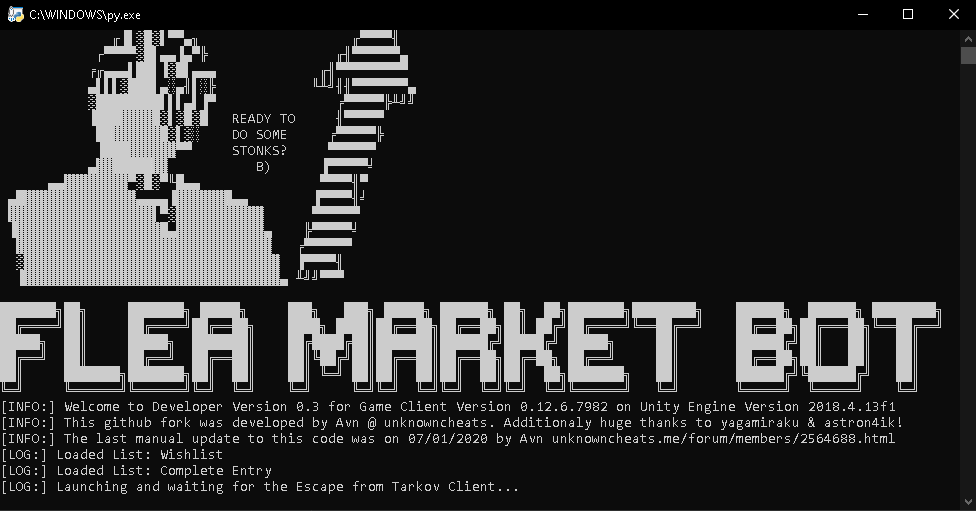 C:\WINDOWS\py.exe
READY TO
DO SOME
STONKS?
B)
FLEA MARKET BOT
[INFO:] Welcome to Developer Version 0.3 for Game Client Version 0.12.6.7982 on Unity Engine Version 2018.4.13f1
[INFO:] This github fork was developed by Avn @ unknowncheats. Additionaly huge thanks to yagamiraku & astron4ik!
[INFO:] The last manual update to this code was on 07/01/2020 by Avn unknowncheats.me/forum/members/2564688.html
[LOG:] Loaded List: Wishlist
[LOG:] Loaded List: Complete Entry
[LOG:] Launching and waiting for the Escape from Tarkov Client...